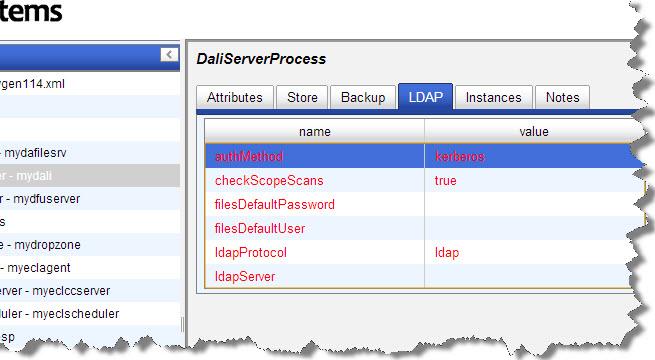 tems
ygen114.xml
- mydafilesrv
er - mydali
r - mydfuserver
s
e - mydropzone
t - myeclagent
erver - myeclccserver
duler - myeclscheduler
sp
DaliServerProcess
Attributes Store Backup LDAP Instances Notes
name value
authMethod kerberos
checkScopeScans true
filesDefaultPassword
filesDefaultUser
ldapProtocol ldap
ldapServer